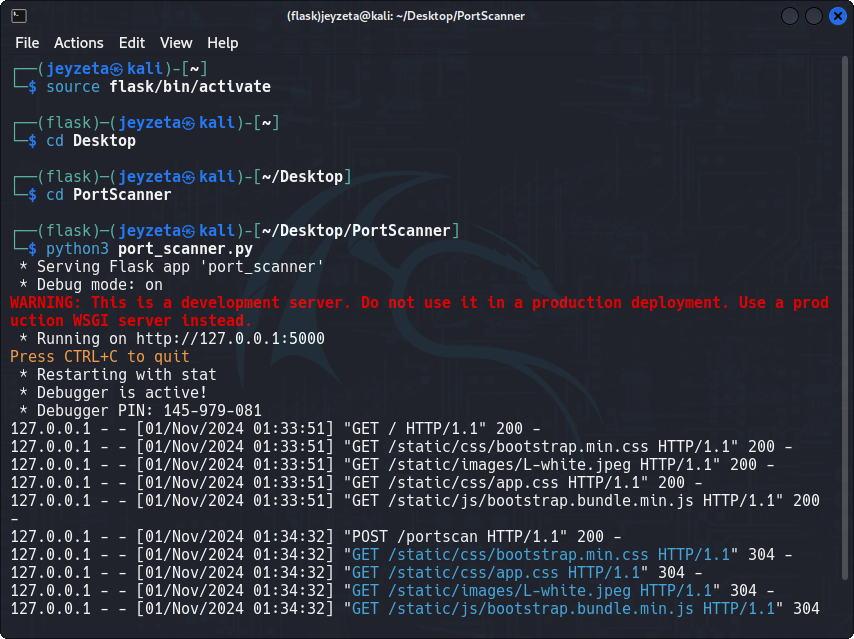 (flask)jeyzeta@kali: ~/Desktop/PortScanner
File Actions Edit View Help
┌──(jeyzeta㉿kali)-[~]
└─$ source flask/bin/activate
┌──(flask)─(jeyzeta㉿kali)-[~]
└─$ cd Desktop
┌──(flask)─(jeyzeta㉿kali)-[~/Desktop]
└─$ cd PortScanner
┌──(flask)─(jeyzeta㉿kali)-[~/Desktop/PortScanner]
└─$ python3 port_scanner.py
 * Serving Flask app 'port_scanner'
 * Debug mode: on
WARNING: This is a development server. Do not use it in a production deployment. Use a prod
uction WSGI server instead.
 * Running on http://127.0.0.1:5000
Press CTRL+C to quit
 * Restarting with stat
 * Debugger is active!
 * Debugger PIN: 145-979-081
127.0.0.1 - - [01/Nov/2024 01:33:51] "GET / HTTP/1.1" 200 -
127.0.0.1 - - [01/Nov/2024 01:33:51] "GET /static/css/bootstrap.min.css HTTP/1.1" 200 -
127.0.0.1 - - [01/Nov/2024 01:33:51] "GET /static/images/L-white.jpeg HTTP/1.1" 200 -
127.0.0.1 - - [01/Nov/2024 01:33:51] "GET /static/css/app.css HTTP/1.1" 200 -
127.0.0.1 - - [01/Nov/2024 01:33:51] "GET /static/js/bootstrap.bundle.min.js HTTP/1.1" 200
-
127.0.0.1 - - [01/Nov/2024 01:34:32] "POST /portscan HTTP/1.1" 200 -
127.0.0.1 - - [01/Nov/2024 01:34:32] "GET /static/css/bootstrap.min.css HTTP/1.1" 304 -
127.0.0.1 - - [01/Nov/2024 01:34:32] "GET /static/css/app.css HTTP/1.1" 304 -
127.0.0.1 - - [01/Nov/2024 01:34:32] "GET /static/images/L-white.jpeg HTTP/1.1" 304 -
127.0.0.1 - - [01/Nov/2024 01:34:32] "GET /static/js/bootstrap.bundle.min.js HTTP/1.1" 304